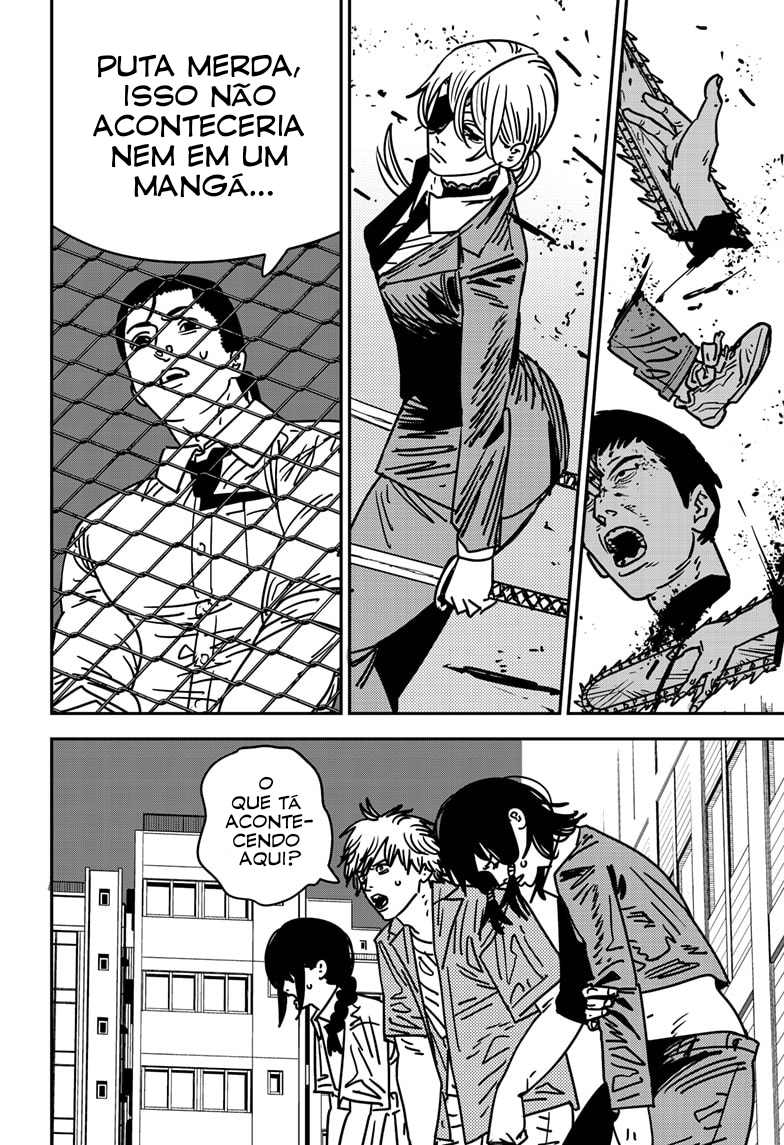 PUTA MERDA,
ISSO NÃO
ACONTECERIA
NEM EM UM
MANGÁ...
O
QUE TÁ
ACONTE-
CENDO
AQUI?